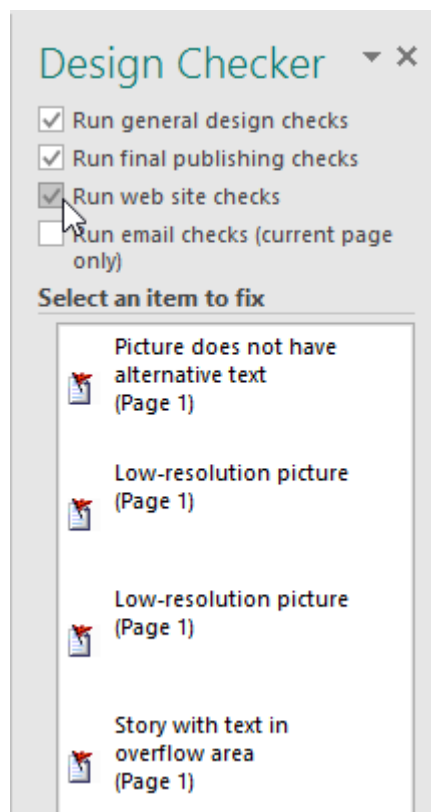 Design Checker
Run general design checks
Run final publishing checks
Run web site checks
Run email checks (current page
only)
Select an item to fix
Picture does not have
alternative text
(Page 1)
Low-resolution picture
(Page 1)
Low-resolution picture
(Page 1)
Story with text in
overflow area
(Page 1)